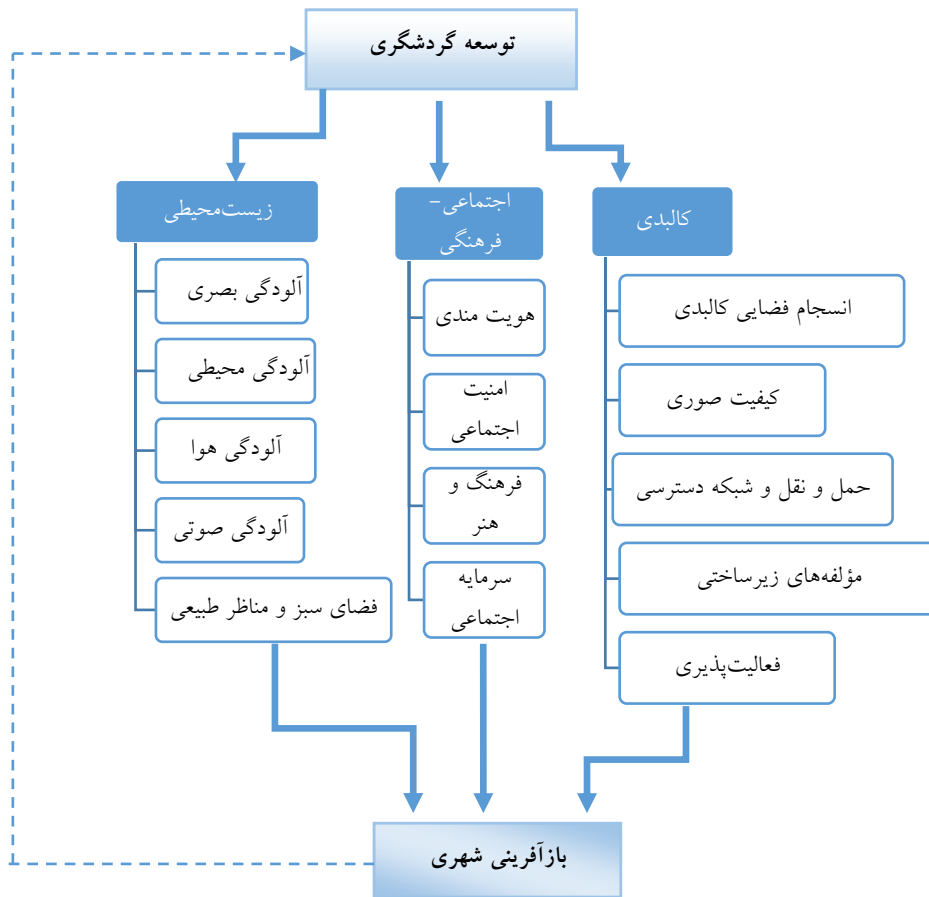 توسعه گردشگری
کالبدی
انسجام فضایی کالبدی
کیفیت صوری
حمل و نقل و شبکه دسترسی
مؤلفه‌های زیرساختی
فعالیت‌پذیری
اجتماعی-
فرهنگی
هویت مندی
امنیت
اجتماعی
فرهنگ و
هنر
سرمایه
اجتماعی
زیست‌محیطی
آلودگی بصری
آلودگی محیطی
آلودگی هوا
آلودگی صوتی
فضای سبز و مناظر طبیعی
بازآفرینی شهری